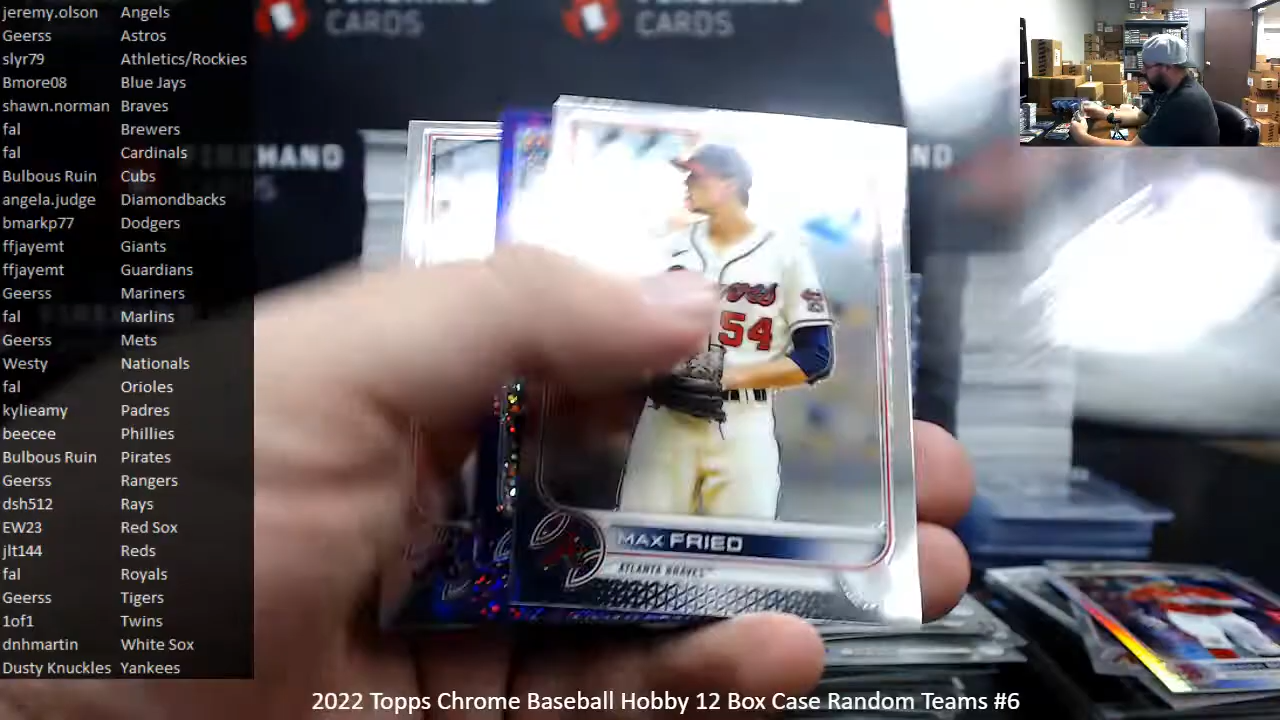 jeremy.olson Angels
Geerss Astros
slyr79 Athletics/Rockies
Bmore08 Blue Jays
shawn.norman Braves
fal Brewers
fal Cardinals
Bulbous Ruin Cubs
angela.judge Diamondbacks
bmarkp77 Dodgers
ffjayemt Giants
ffjayemt Guardians
Geerss Mariners
fal Marlins
Geerss Mets
Westy Nationals
fal Orioles
kylieamy Padres
beecee Phillies
Bulbous Ruin Pirates
Geerss Rangers
dsh512 Rays
EW23 Red Sox
jlt144 Reds
fal Royals
Geerss Tigers
1of1 Twins
dnhmartin White Sox
Dusty Knuckles Yankees
CARDS
CARDS
54
MAX FRIED
ATLANTA BRAVES™
2022 Topps Chrome Baseball Hobby 12 Box Case Random Teams #6